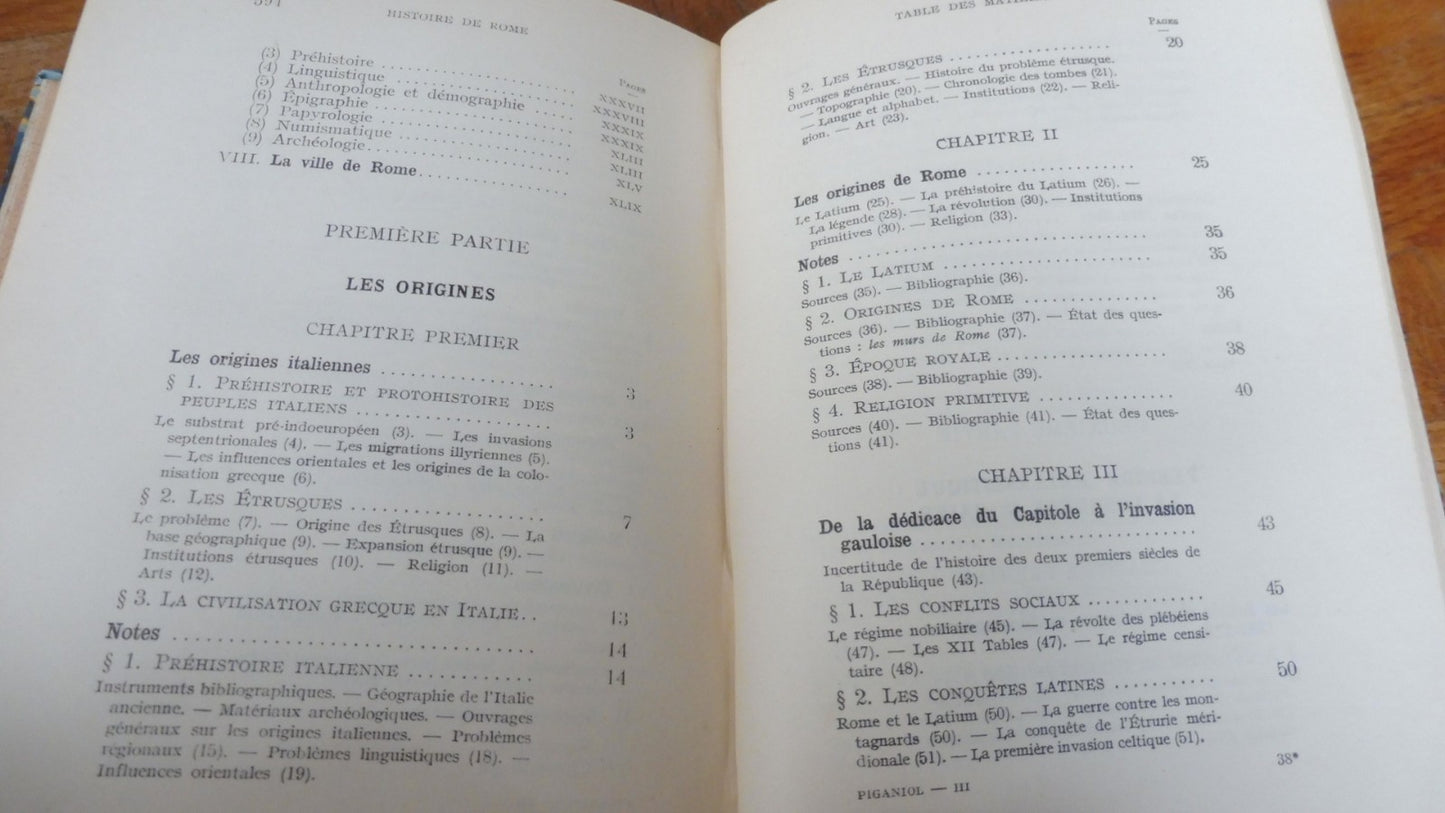 594
HISTOIRE DE ROME
PAGES
(3) Préhistoire
XXXVII
(4) Linguistique
XXXVIII
(5) Anthropologie et démographie
XXXIX
(6) Épigraphie
XXXIX
(7) Papyrologie
XLIII
(8) Numismatique
XLIII
(9) Archéologie
XLV
VIII. La ville de Rome
XLIX
PREMIÈRE PARTIE
LES ORIGINES
CHAPITRE PREMIER
Les origines italiennes 3
§ 1. PRÉHISTOIRE ET PROTOHISTOIRE DES
PEUPLES ITALIENS 3
Le substrat pré-indoeuropéen (3). — Les invasions
septentrionales (4). — Les migrations illyriennes (5).
— Les influences orientales et les origines de la colo-
nisation grecque (6).
§ 2. LES ÉTRUSQUES 7
Le problème (7). — Origine des Étrusques (8). — La
base géographique (9). — Expansion étrusque (9). —
Institutions étrusques (10). — Religion (11). —
Arts (12).
§ 3. LA CIVILISATION GRECQUE EN ITALIE 13
Notes 14
§ 1. PRÉHISTOIRE ITALIENNE 14
Instruments bibliographiques. — Géographie de l'Italie
ancienne. — Matériaux archéologiques. — Ouvrages
généraux sur les origines italiennes. — Problèmes
régionaux (15). — Problèmes linguistiques (18). —
Influences orientales (19).
TABLE DES
PAGES
§ 2. LES ÉTRUSQUES 20
Ouvrages généraux. — Histoire du problème étrusque.
— Topographie (20). — Chronologie des tombes (21).
— Langue et alphabet. — Institutions (22). — Reli-
gion. — Art (23).
CHAPITRE II
Les origines de Rome 25
Le Latium (25). — La préhistoire du Latium (26). —
La légende (28). — La révolution (30). — Institutions
primitives (30). — Religion (33).
Notes 35
§ 1. LE LATIUM 35
Sources (35). — Bibliographie (36).
§ 2. ORIGINES DE ROME 36
Sources (36). — Bibliographie (37). — État des ques-
tions : les murs de Rome (37).
§ 3. ÉPOQUE ROYALE 38
Sources (38). — Bibliographie (39).
§ 4. RELIGION PRIMITIVE 40
Sources (40). — Bibliographie (41). — État des ques-
tions (41).
CHAPITRE III
De la dédicace du Capitole à l'invasion
gauloise 43
Incertitude de l'histoire des deux premiers siècles de
la République (43).
§ 1. LES CONFLITS SOCIAUX 45
Le régime nobiliaire (45). — La révolte des plébéiens
(47). — Les XII Tables (47). — Le régime censi-
taire (48).
§ 2. LES CONQUÊTES LATINES 50
Rome et le Latium (50). — La guerre contre les mon-
tagnards (50). — La conquête de l'Étrurie méri-
dionale (51). — La première invasion celtique (51).
PIGANIOL — III 38*